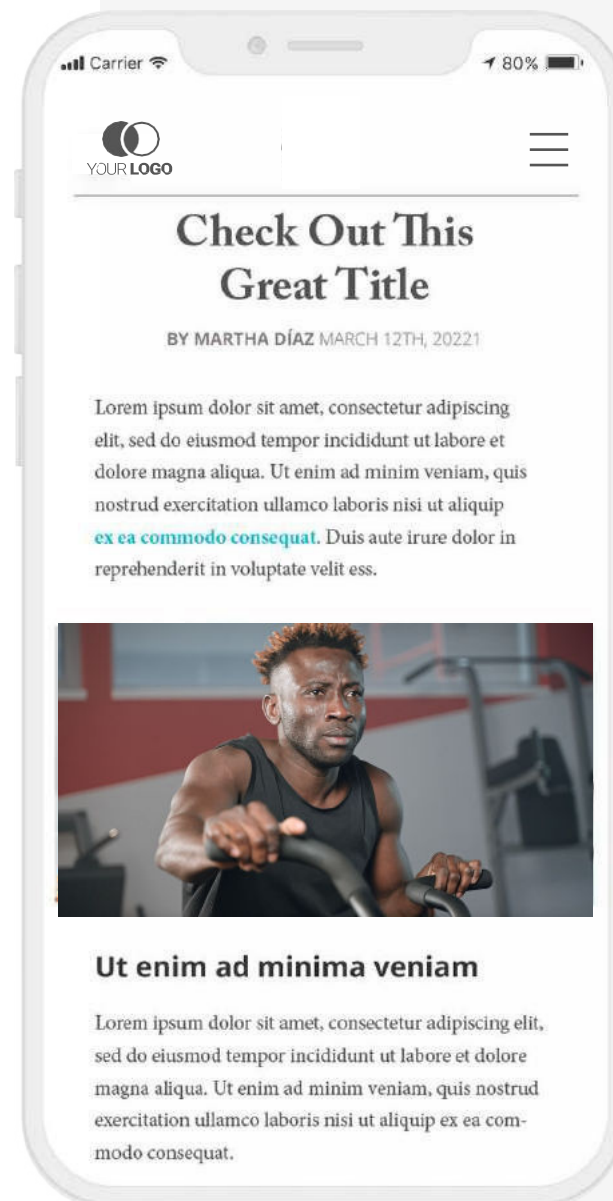 Carrier
80%
YOUR LOGO
Check Out This
Great Title
BY MARTHA DÍAZ MARCH 12TH, 20221
Lorem ipsum dolor sit amet, consectetur adipiscing
elit, sed do eiusmod tempor incididunt ut labore et
dolore magna aliqua. Ut enim ad minim veniam, quis
nostrud exercitation ullamco laboris nisi ut aliquip
ex ea commodo consequat. Duis aute irure dolor in
reprehenderit in voluptate velit ess.
Ut enim ad minima veniam
Lorem ipsum dolor sit amet, consectetur adipiscing elit,
sed do eiusmod tempor incididunt ut labore et dolore
magna aliqua. Ut enim ad minim veniam, quis nostrud
exercitation ullamco laboris nisi ut aliquip ex ea com-
modo consequat.